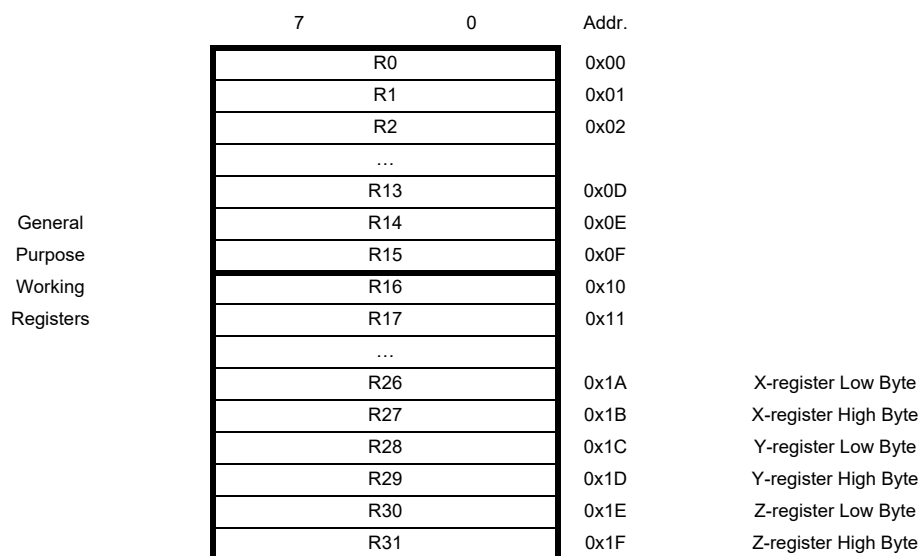 7 0 Addr.
R0 0x00
R1 0x01
R2 0x02
…
R13 0x0D
General R14 0x0E
Purpose R15 0x0F
Working R16 0x10
Registers R17 0x11
…
R26 0x1A X-register Low Byte
R27 0x1B X-register High Byte
R28 0x1C Y-register Low Byte
R29 0x1D Y-register High Byte
R30 0x1E Z-register Low Byte
R31 0x1F Z-register High Byte